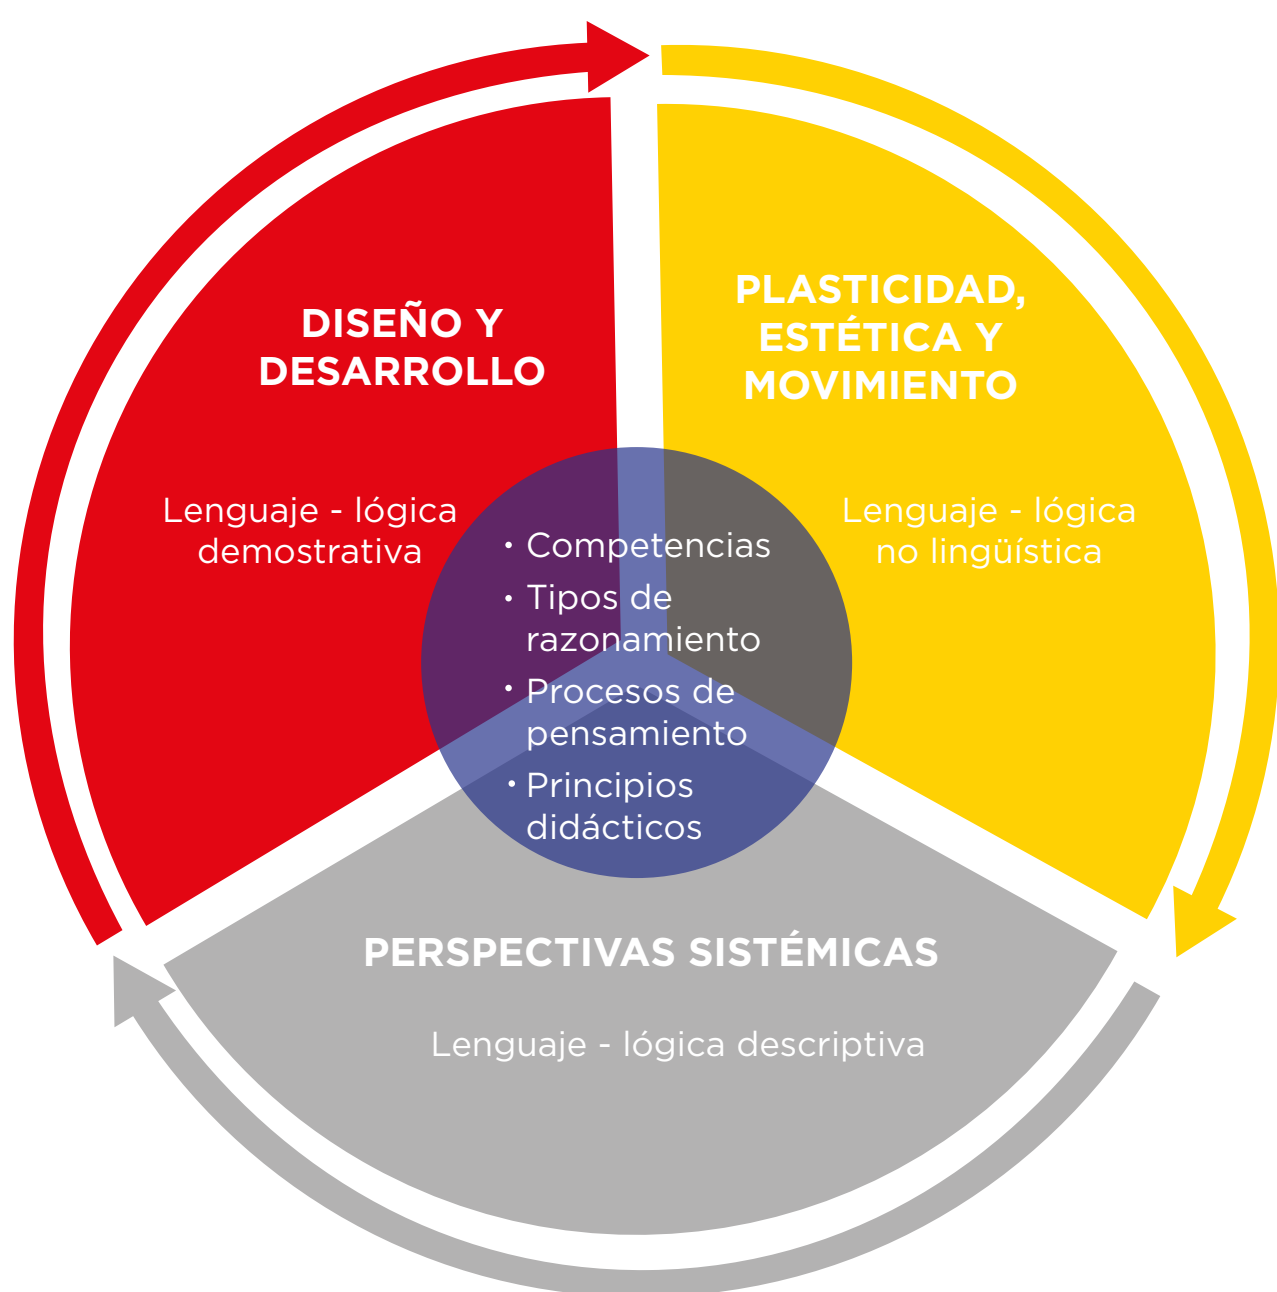 DISEÑO Y
DESARROLLO
Lenguaje - lógica
demostrativa
PLASTICIDAD,
ESTÉTICA Y
MOVIMIENTO
Lenguaje - lógica
no lingüística
· Competencias
· Tipos de
razonamiento
· Procesos de
pensamiento
· Principios
didácticos
PERSPECTIVAS SISTÉMICAS
Lenguaje - lógica descriptiva